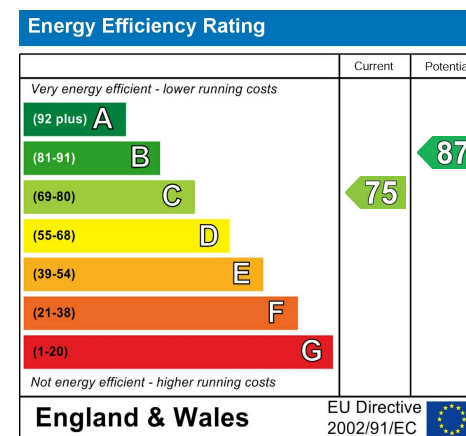 Energy Efficiency Rating
Current Potentia
Very energy efficient - lower running costs
(92 plus) A
(81-91) B
87
(69-80) C
75
(55-68) D
(39-54) E
(21-38) F
(1-20) G
Not energy efficient - higher running costs
England & Wales
EU Directive
2002/91/EC